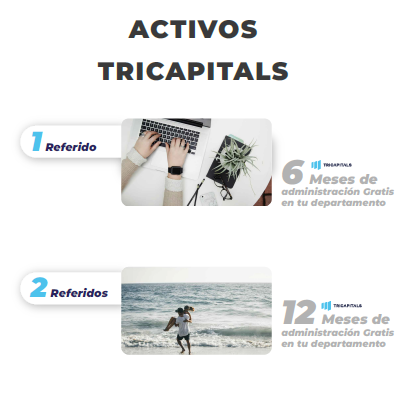 ACTIVOS
TRICAPITALS
1 Referido
TRICAPITALS
6 Meses de
administración Gratis
en tu departamento
2 Referidos
TRICAPITALS
12 Meses de
administración Gratis
en tu departamento